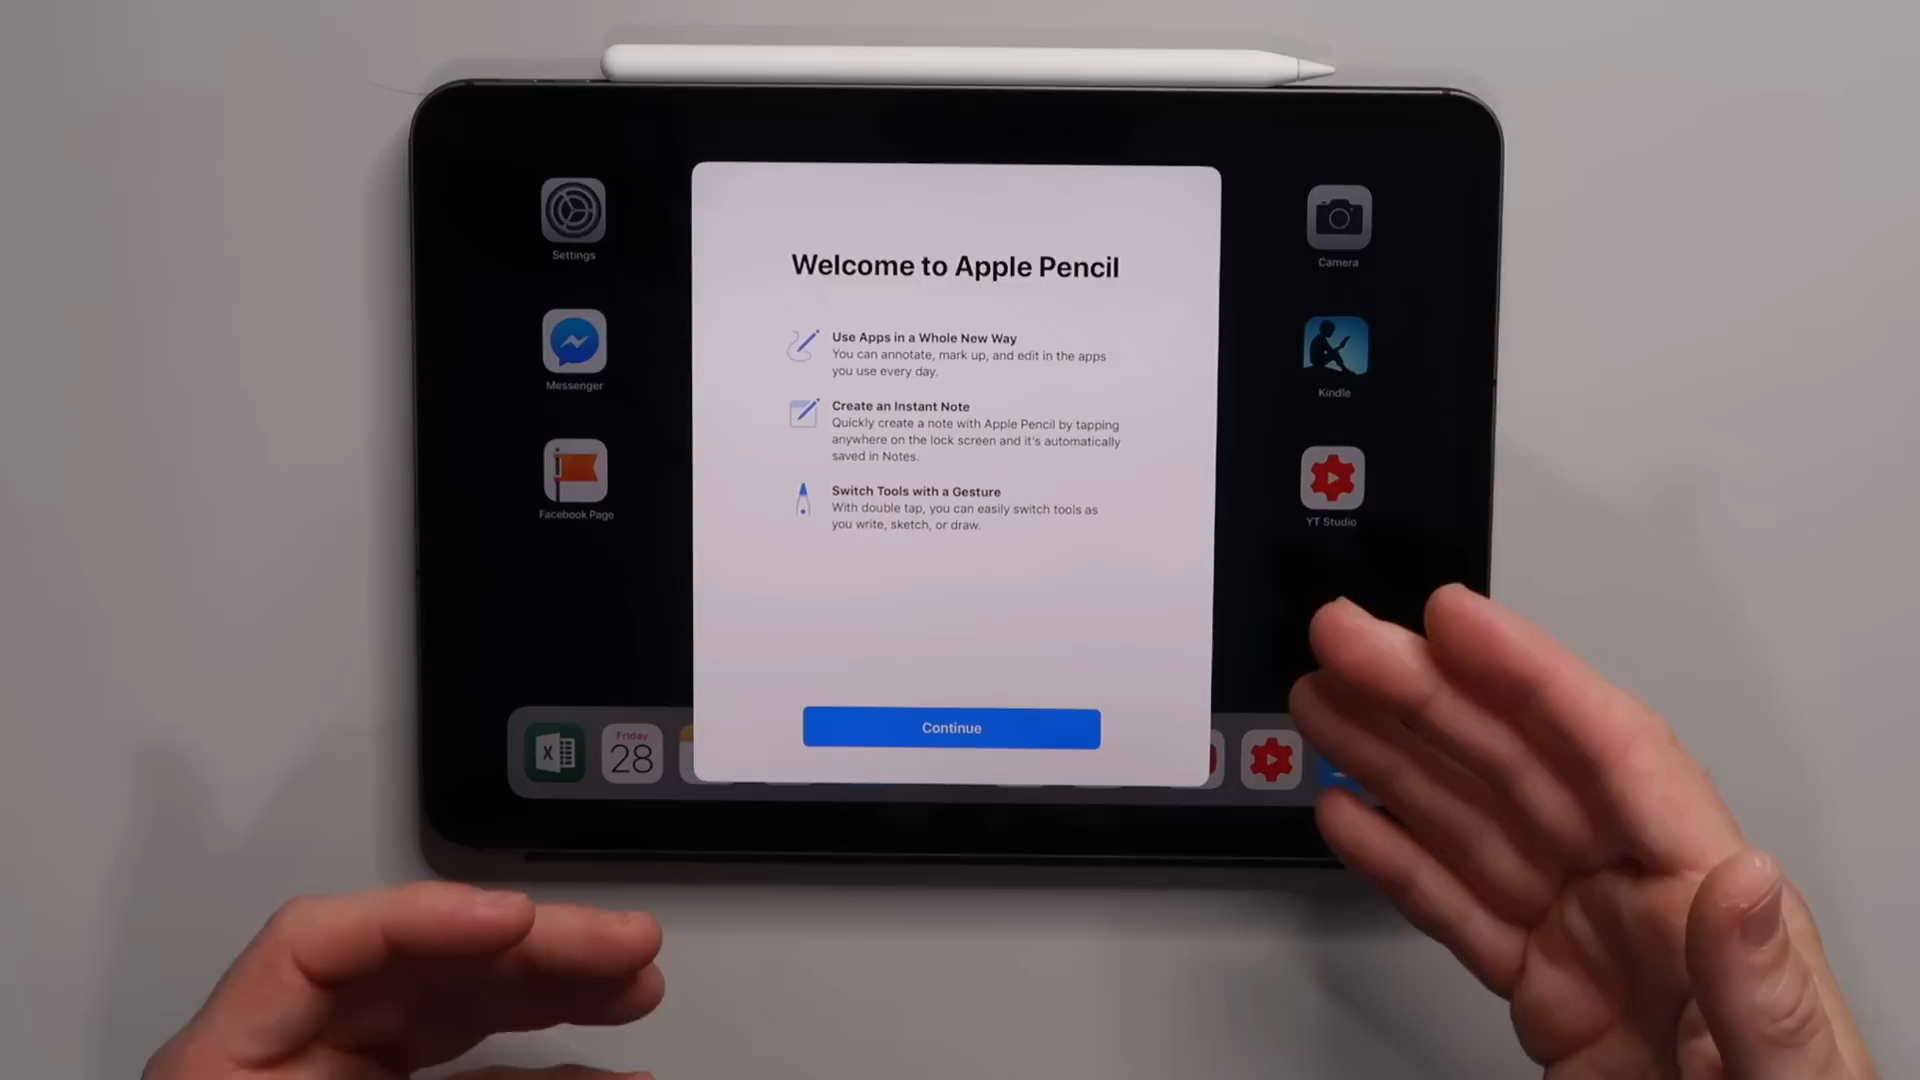 Welcome to Apple Pencil
Use Apps in a Whole New Way
You can annotate, mark up, and edit in the apps
you use every day.
Create an Instant Note
Quickly create a note with Apple Pencil by tapping
anywhere on the lock screen and it's automatically
saved in Notes.
Switch Tools with a Gesture
With double tap, you can easily switch tools as
you write, sketch, or draw.
Continue
Settings
Camera
Messenger
Kindle
Facebook Page
YT Studio
X
Friday
28